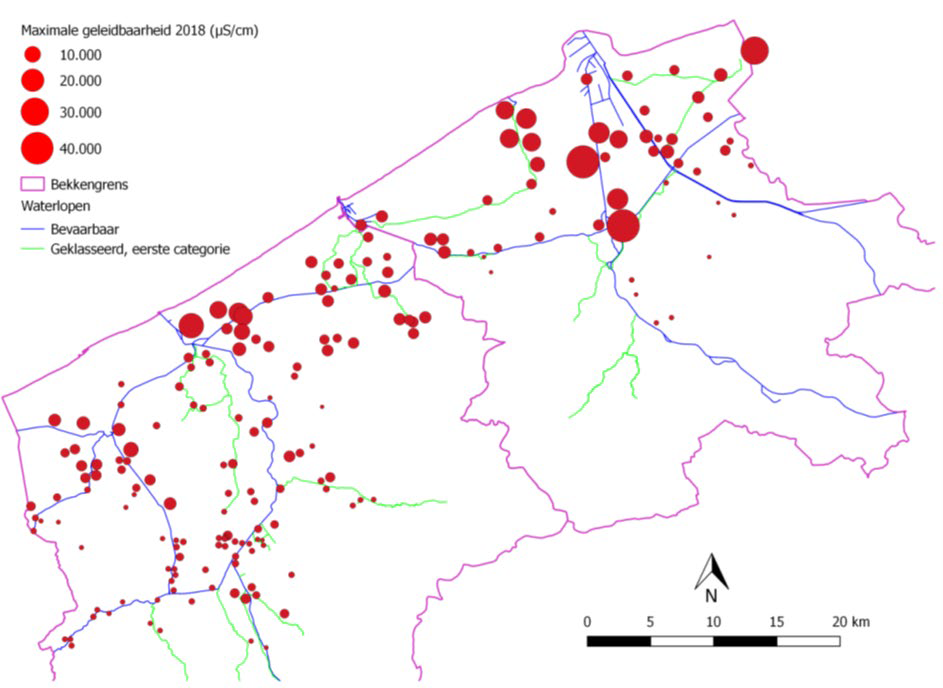 Maximale geleidbaarheid 2018 (µS/cm)
10.000
20.000
30.000
40.000
Bekkengrens
Waterlopen
Bevaarbaar
Geklasseerd, eerste categorie
N
0 5 10 15 20 km